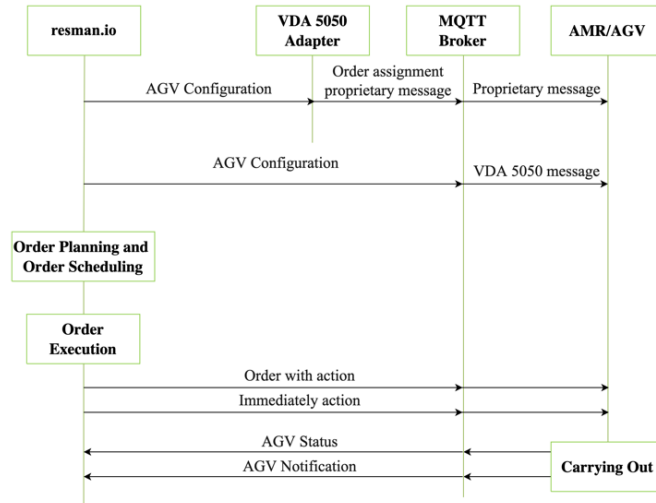 resman.io
VDA 5050
Adapter
MQTT
Broker
AMR/AGV
AGV Configuration
Order assignment
proprietary message
Proprietary message
AGV Configuration
VDA 5050 message
Order Planning and
Order Scheduling
Order
Execution
Order with action
Immediately action
AGV Status
AGV Notification
Carrying Out